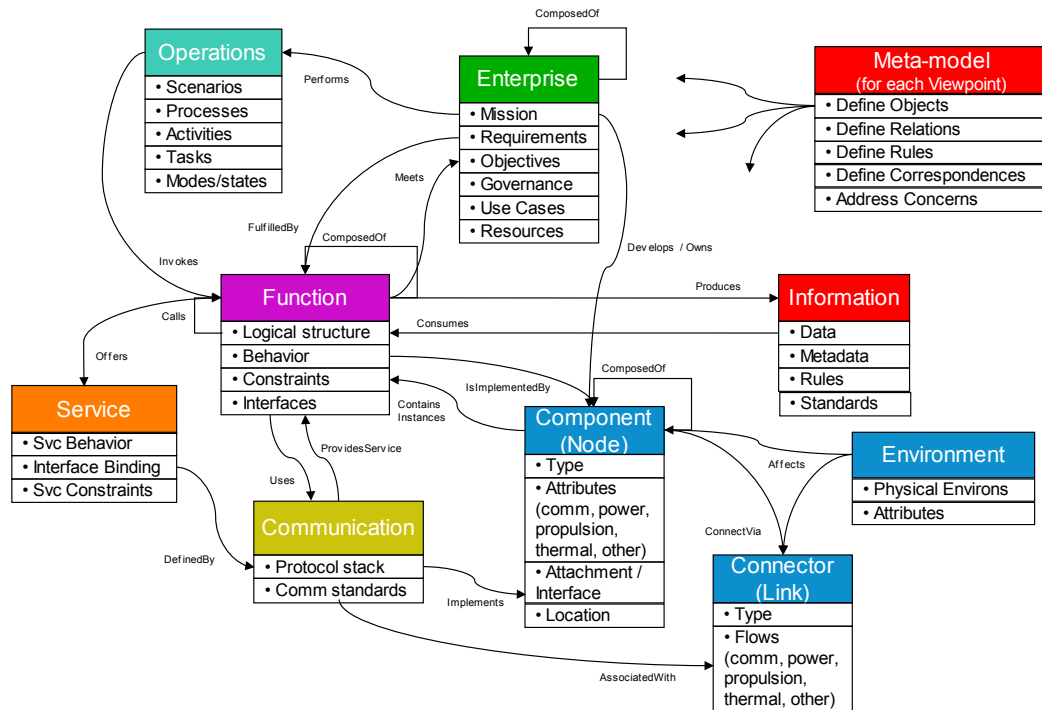 ComposedOf
Operations
• Scenarios
• Processes
• Activities
• Tasks
• Modes/states
Performs
Enterprise
• Mission
• Requirements
• Objectives
• Governance
• Use Cases
• Resources
Meta-model
(for each Viewpoint)
• Define Objects
• Define Relations
• Define Rules
• Define Correspondences
• Address Concerns
Meets
FulfilledBy
ComposedOf
Develops / Owns
Invokes
Function
• Logical structure
• Behavior
• Constraints
• Interfaces
Produces
Consumes
Information
• Data
• Metadata
• Rules
• Standards
Calls
Offers
IsImplementedBy
ComposedOf
Contains
Instances
Service
• Svc Behavior
• Interface Binding
• Svc Constraints
ProvidesService
Uses
Component
(Node)
• Type
• Attributes
(comm, power,
propulsion,
thermal, other)
• Attachment /
Interface
• Location
Affects
Environment
• Physical Environs
• Attributes
ConnectVia
DefinedBy
Communication
• Protocol stack
• Comm standards
Implements
Connector
(Link)
• Type
• Flows
(comm, power,
propulsion,
thermal, other)
AssociatedWith